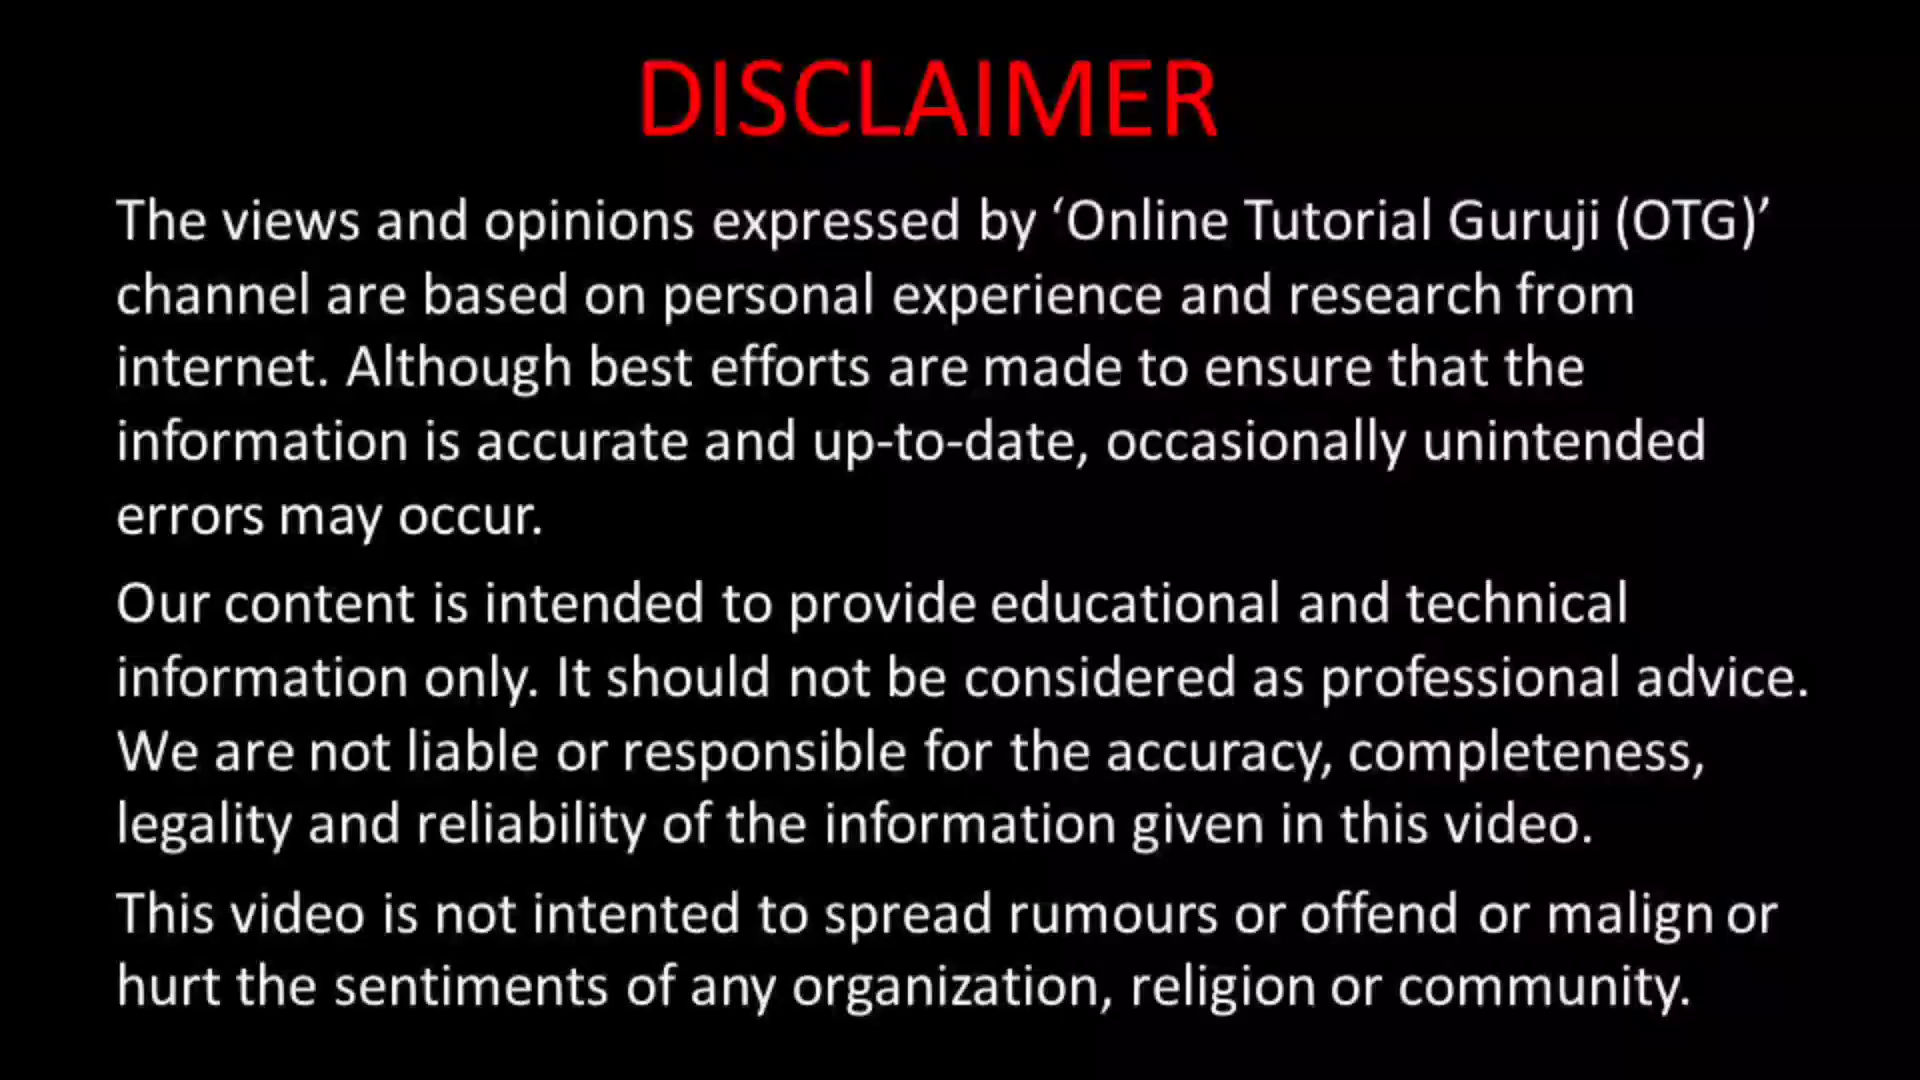 DISCLAIMER
The views and opinions expressed by ‘Online Tutorial Guruji (OTG)’
channel are based on personal experience and research from
internet. Although best efforts are made to ensure that the
information is accurate and up-to-date, occasionally unintended
errors may occur.
Our content is intended to provide educational and technical
information only. It should not be considered as professional advice.
We are not liable or responsible for the accuracy, completeness,
legality and reliability of the information given in this video.
This video is not intented to spread rumours or offend or malign or
hurt the sentiments of any organization, religion or community.